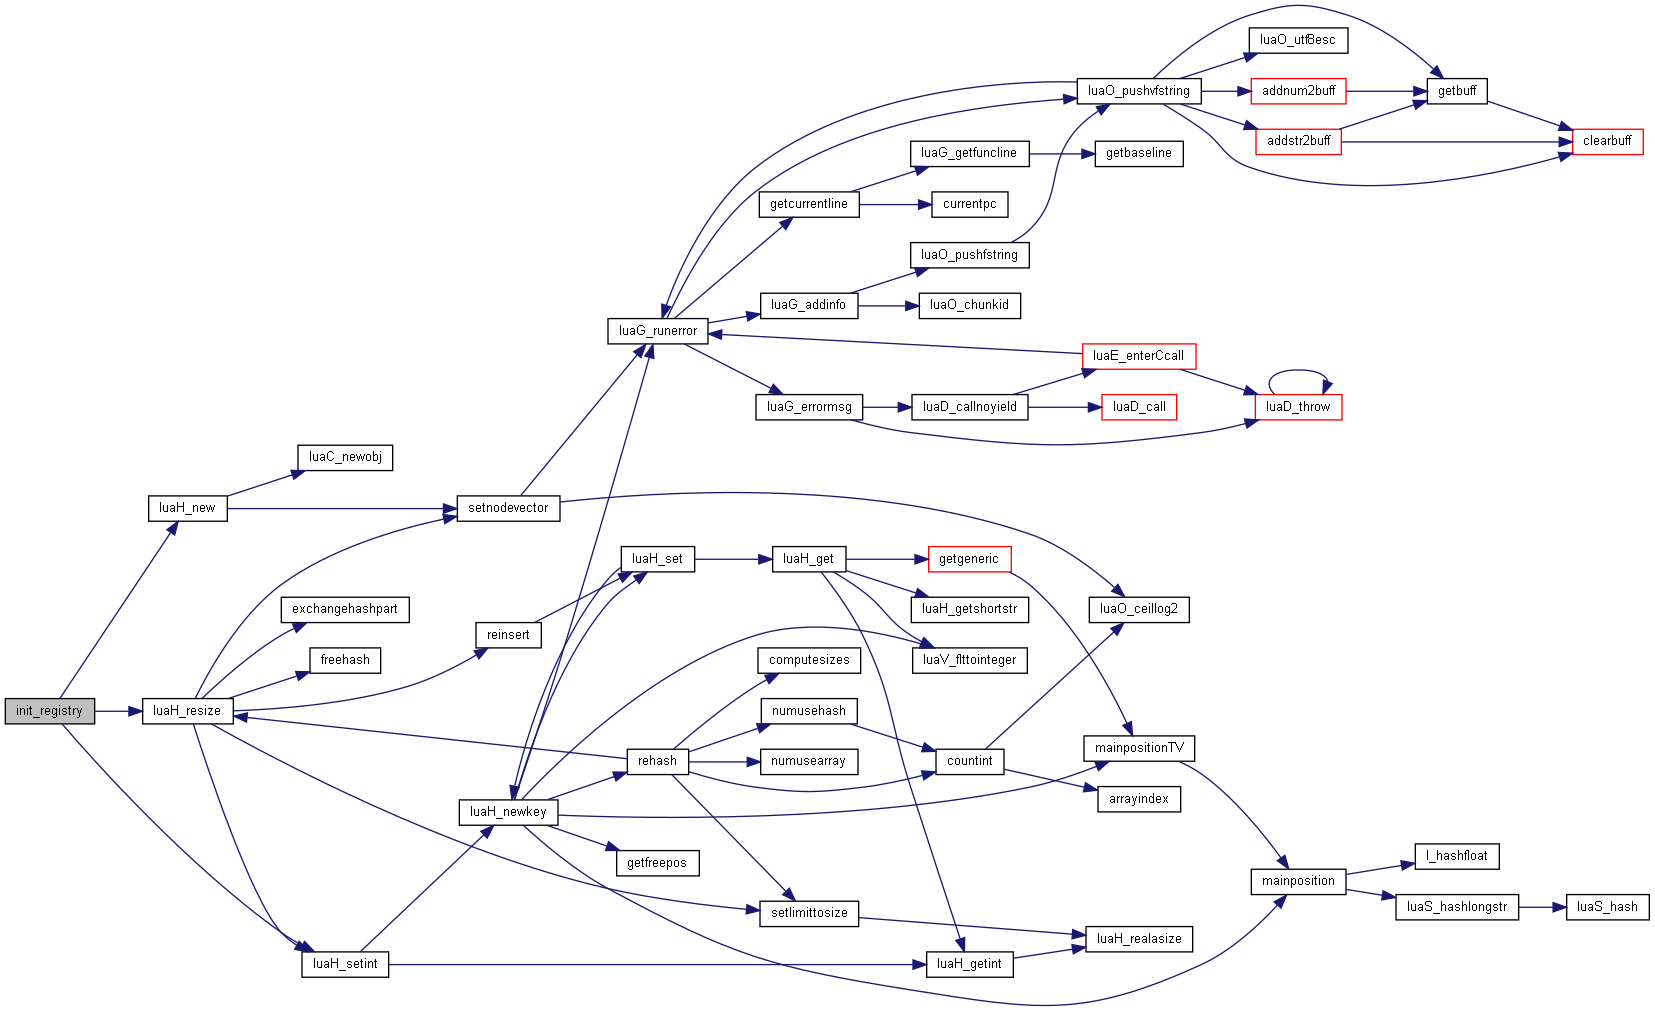 luaO_utf8esc
luaO_pushvfstring
addnum2buff
getbuff
addstr2buff
clearbuff
luaG_getfuncline
getbaseline
getcurrentline
currentpc
luaO_pushfstring
luaG_addinfo
luaO_chunkid
luaG_runerror
luaE_enterCcall
luaG_errormsg
luaD_callnoyield
luaD_call
luaD_throw
luaC_newobj
luaH_new
setnodevector
luaH_set
luaH_get
getgeneric
exchangehashpart
luaH_getshortstr
luaO_ceillog2
reinsert
freehash
computesizes
luaV_flttointeger
init_registry
luaH_resize
numusehash
mainpositionTV
rehash
numusearray
countint
arrayindex
luaH_newkey
getfreepos
l_hashfloat
mainposition
setlimittosize
luaS_hashlongstr
luaS_hash
luaH_realasize
luaH_setint
luaH_getint